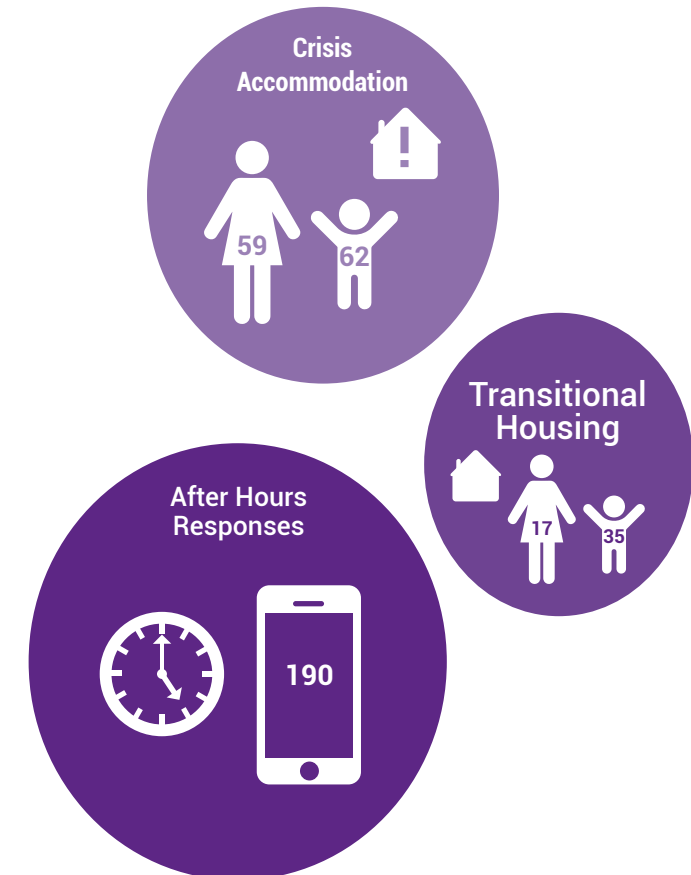 Crisis
Accommodation
!
59
62
Transitional
Housing
17
35
After Hours
Responses
190